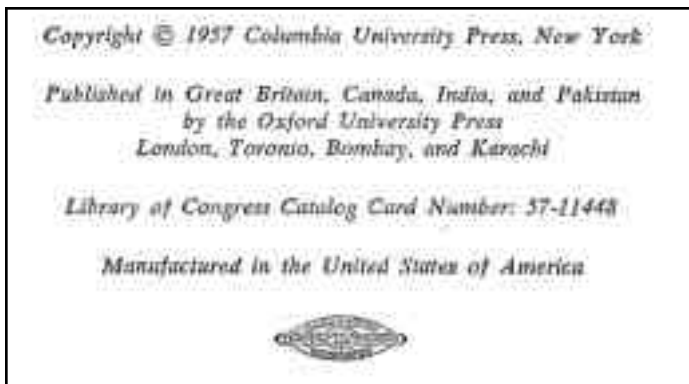 Copyright © 1957 Columbia University Press, New York
Published in Great Britain, Canada, India, and Pakistan
by the Oxford University Press
London, Toronto, Bombay, and Karachi
Library of Congress Catalog Card Number: 57-11448
Manufactured in the United States of America